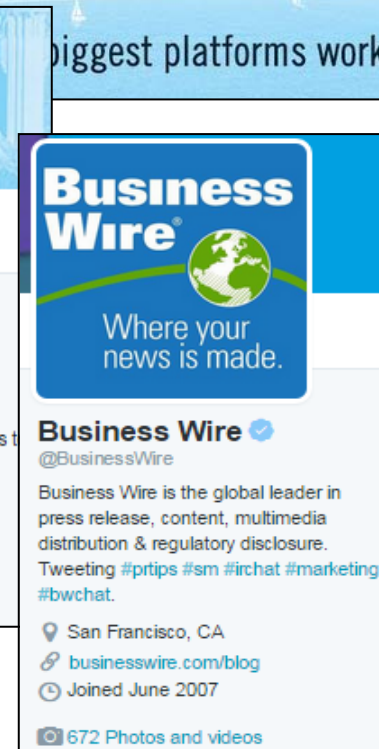 biggest platforms work
Business
Wire®
Where your
news is made.
s t
Business Wire
@BusinessWire
Business Wire is the global leader in
press release, content, multimedia
distribution & regulatory disclosure.
Tweeting #prtips #sm #irchat #marketing
#bwchat.
San Francisco, CA
businesswire.com/blog
Joined June 2007
672 Photos and videos